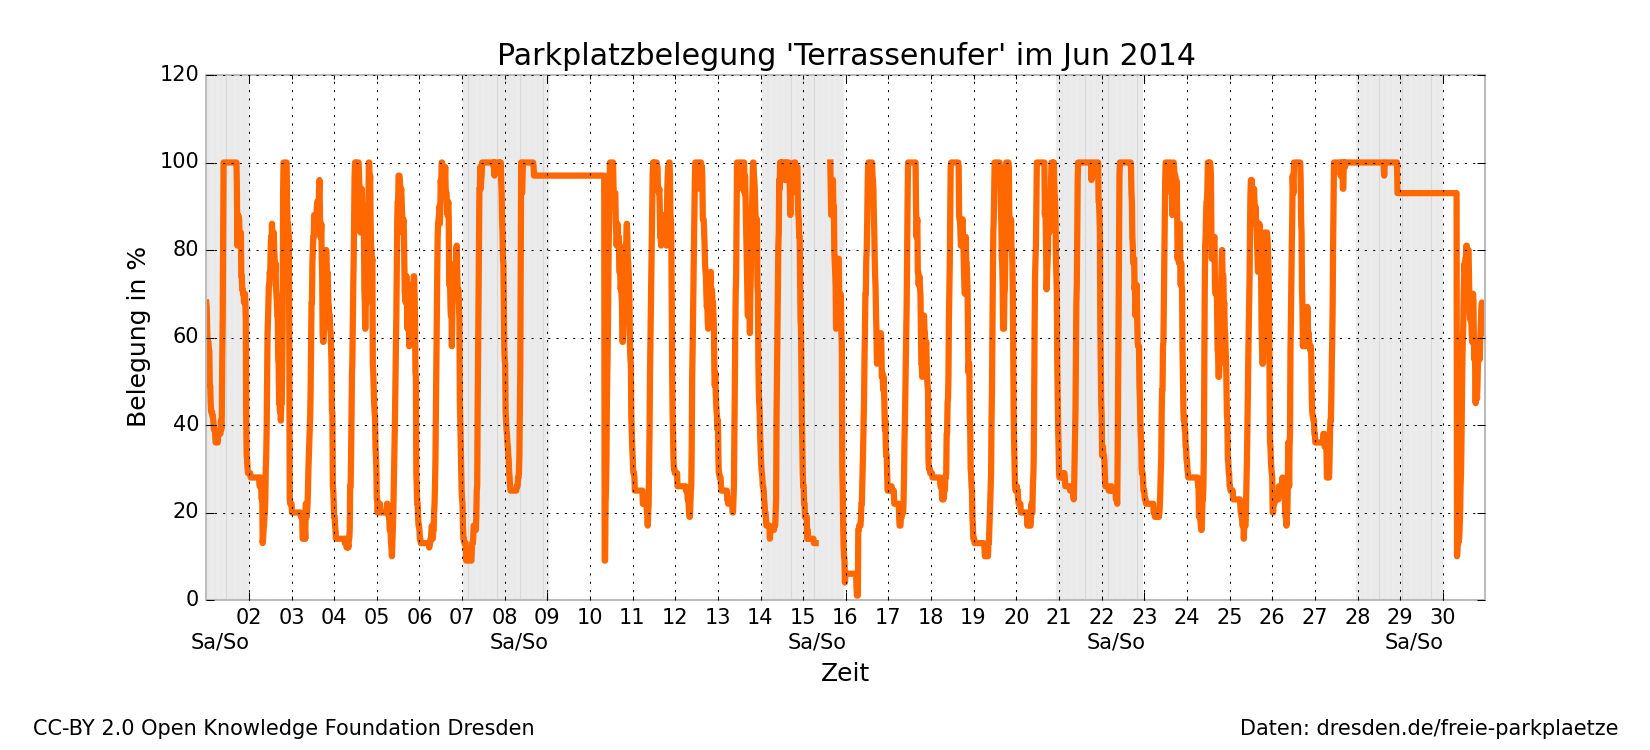 Parkplatzbelegung 'Terrassenufer' im Jun 2014
120
100
80
60
40
20
0
Belegung in %
02 03 04 05 06 07 08 09 10 11 12 13 14 15 16 17 18 19 20 21 22 23 24 25 26 27 28 29 30
Sa/So Sa/So Sa/So Sa/So Sa/So
Zeit
CC-BY 2.0 Open Knowledge Foundation Dresden
Daten: dresden.de/freie-parkplaetze